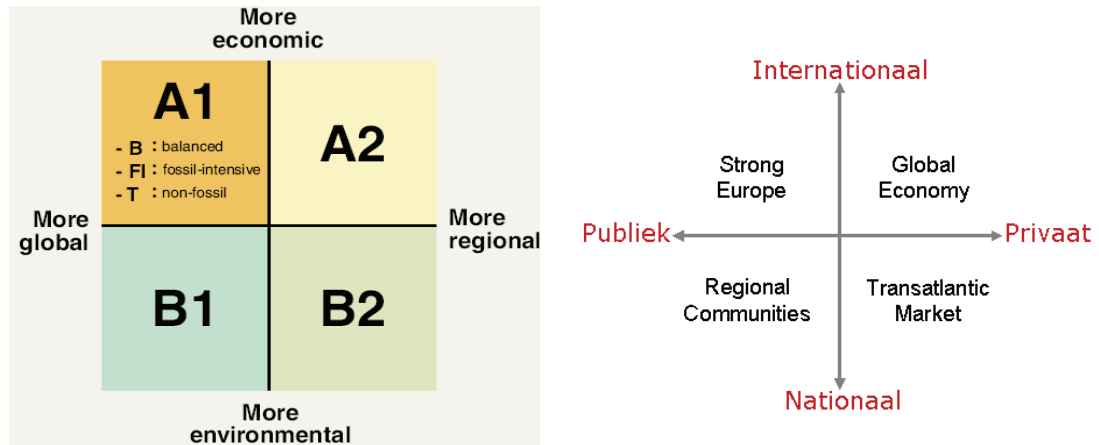 More
economic
A1
- B : balanced
- FI : fossil-intensive
- T : non-fossil
A2
More
global
More
regional
B1
B2
More
environmental
Internationaal
Strong
Europe
Global
Economy
Publiek
Privaat
Regional
Communities
Transatlantic
Market
Nationaal